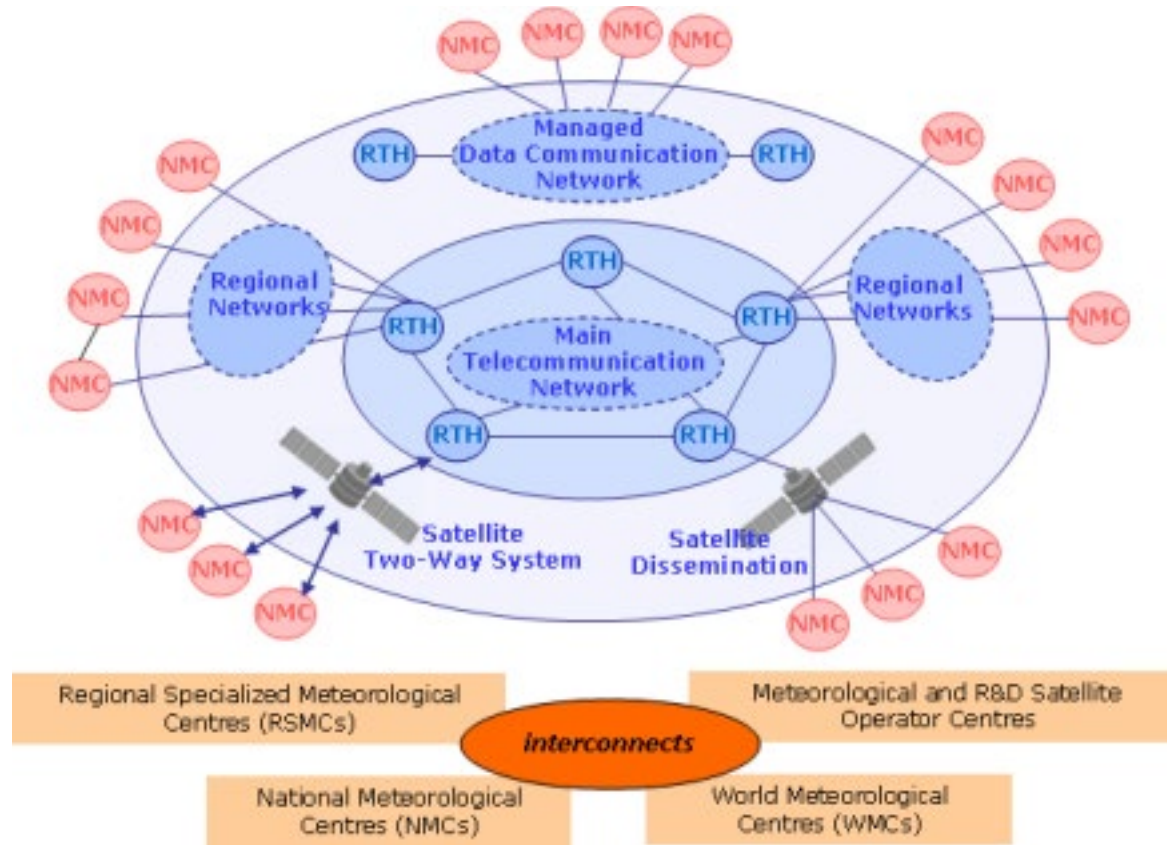 NMC
NMC
NMC
NMC
NMC
NMC
RTH
Managed
Data Communication
Network
RTH
NMC
NMC
NMC
RTH
NMC
Regional
Networks
Regional
Networks
NMC
RTH
RTH
NMC
Main
Telecommunication
Network
NMC
RTH
RTH
NMC
Satellite
Two-Way System
Satellite
Dissemination
NMC
NMC
NMC
NMC
NMC
Regional Specialized Meteorological
Centres (RSMCs)
Meteorological and R&D Satellite
Operator Centres
interconnects
National Meteorological
Centres (NMCs)
World Meteorological
Centres (WMCs)